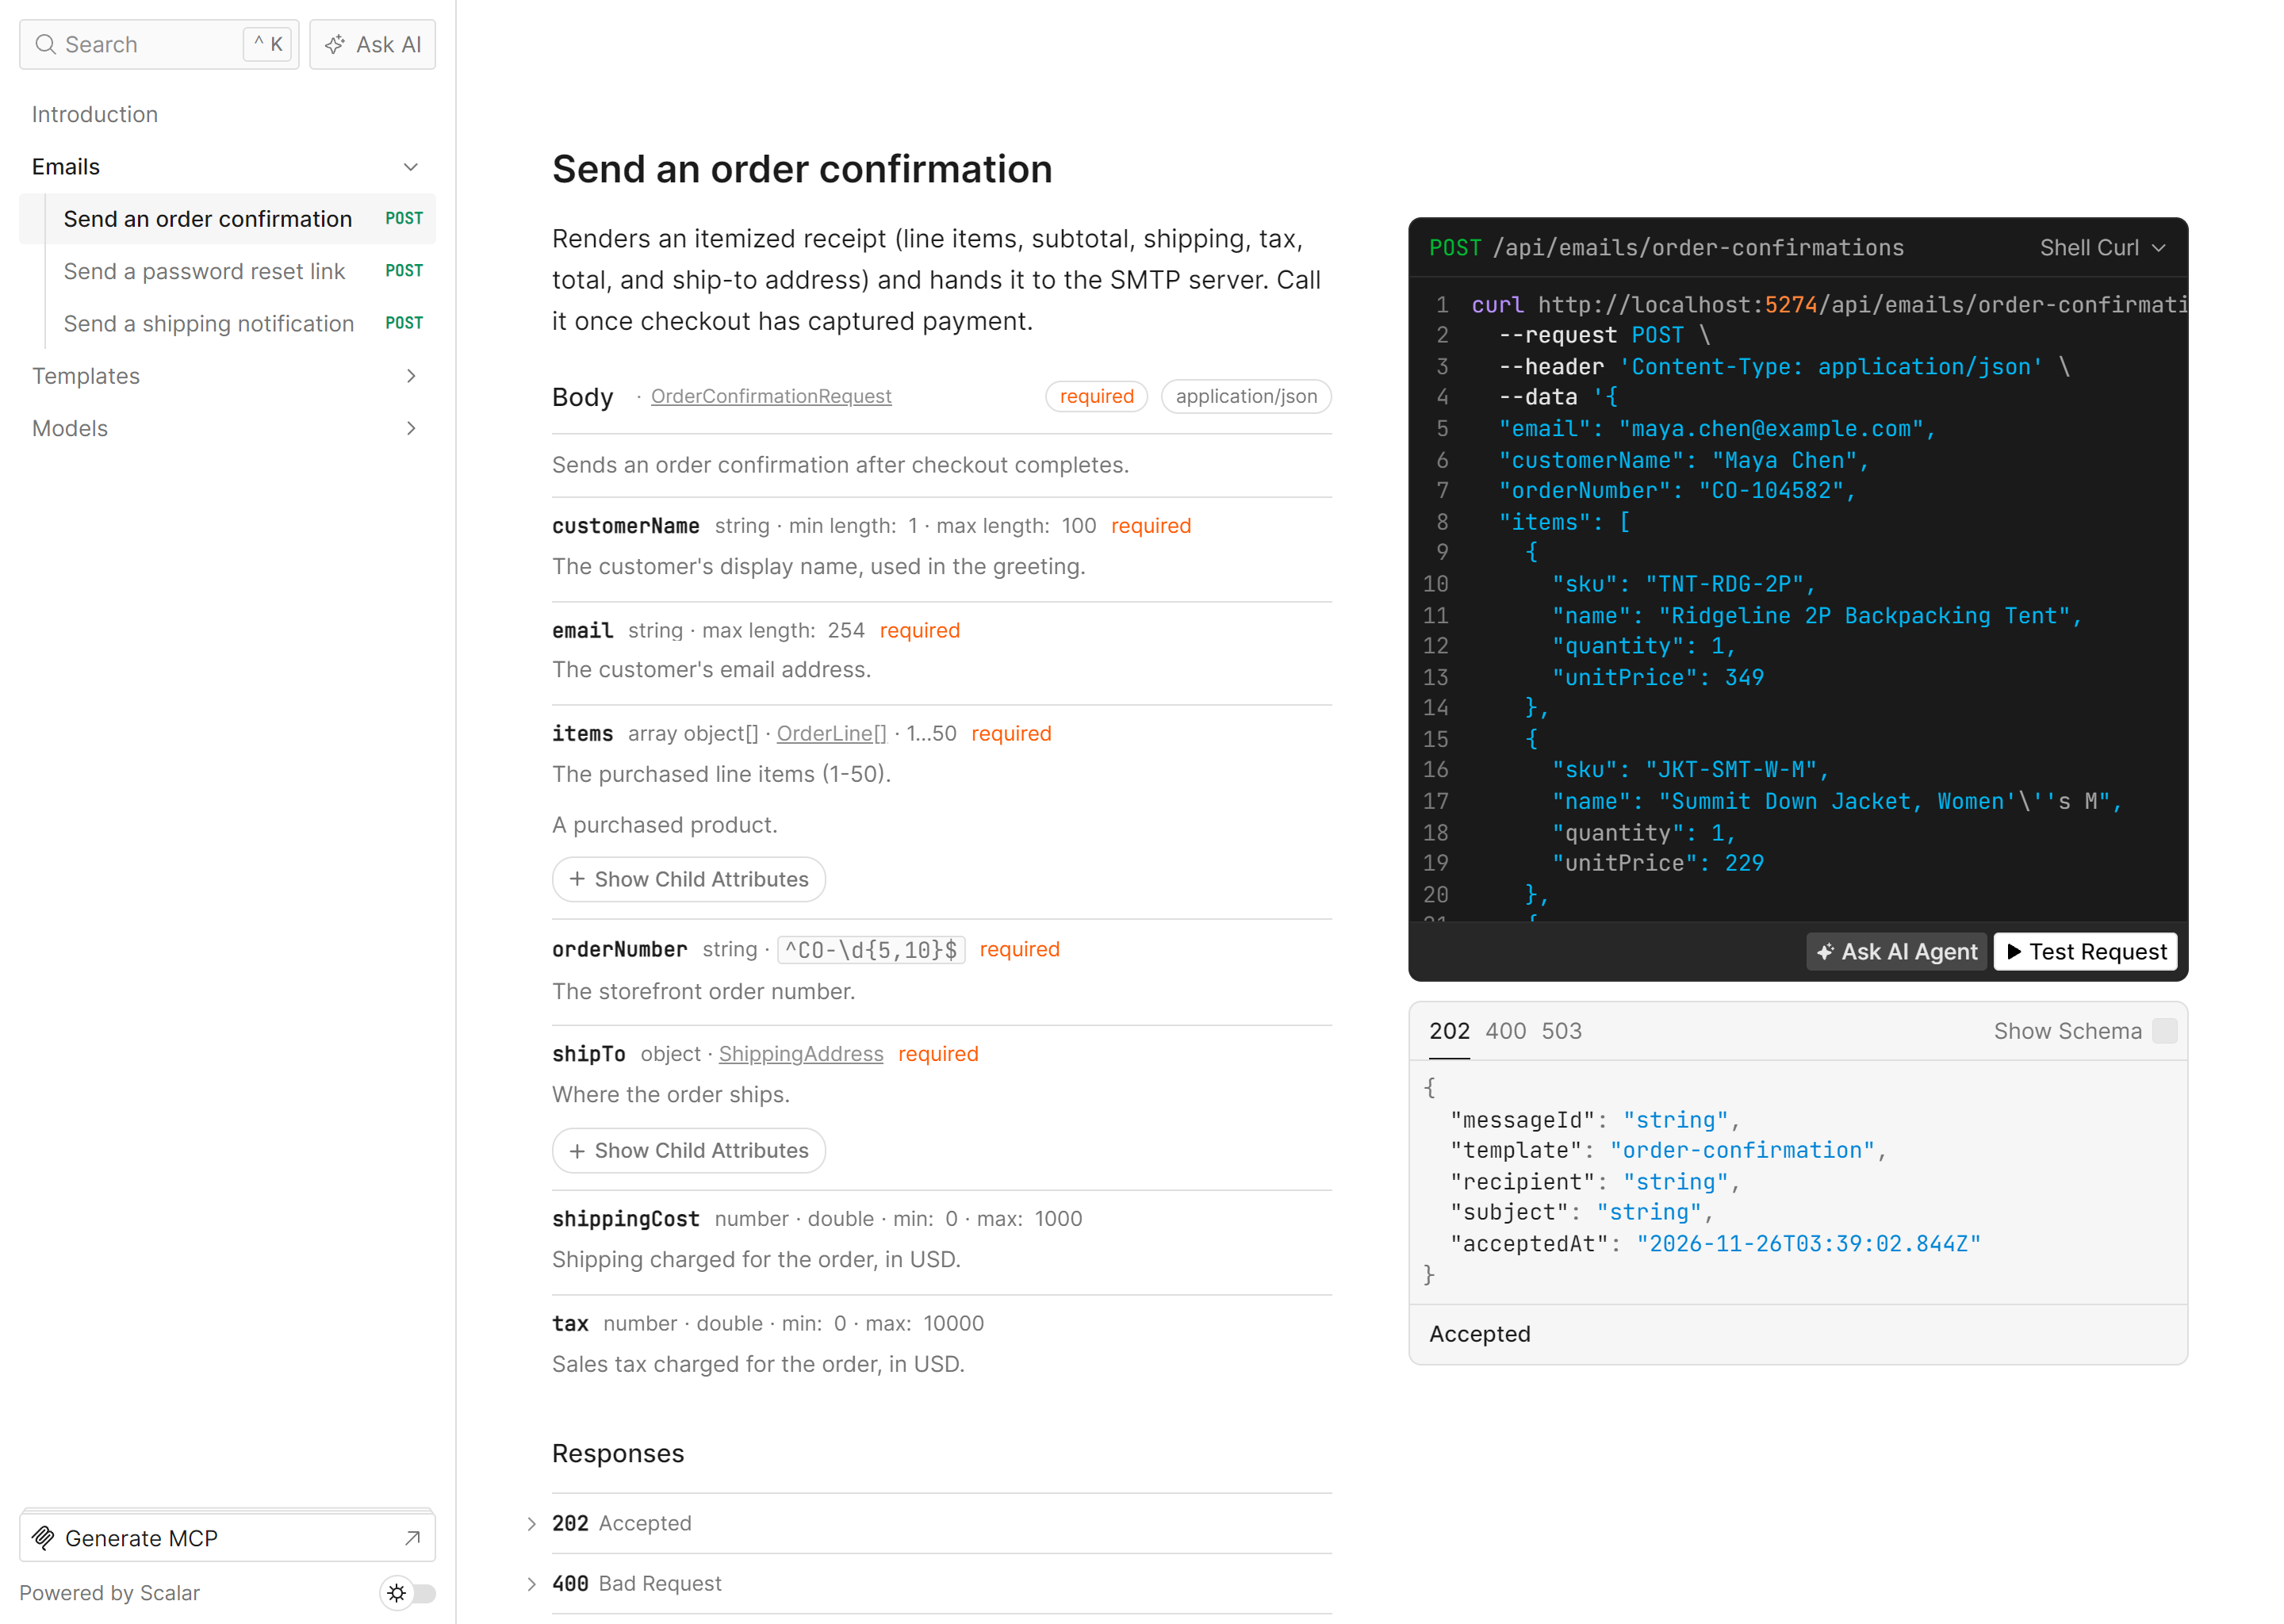 Search
^ K
Ask AI
Introduction
Emails
Send an order confirmation POST
Send a password reset link POST
Send a shipping notification POST
Templates
Models
Generate MCP
Powered by Scalar
Send an order confirmation
Renders an itemized receipt (line items, subtotal, shipping, tax,
total, and ship-to address) and hands it to the SMTP server. Call
it once checkout has captured payment.
Body · OrderConfirmationRequest required application/json
Sends an order confirmation after checkout completes.
customerName string · min length: 1 · max length: 100 required
The customer's display name, used in the greeting.
email string · max length: 254 required
The customer's email address.
items array object[] · OrderLine[] · 1…50 required
The purchased line items (1-50).
A purchased product.
+ Show Child Attributes
orderNumber string · ^CO-\d{5,10}$ required
The storefront order number.
shipTo object · ShippingAddress required
Where the order ships.
+ Show Child Attributes
shippingCost number · double · min: 0 · max: 1000
Shipping charged for the order, in USD.
tax number · double · min: 0 · max: 10000
Sales tax charged for the order, in USD.
Responses
202 Accepted
400 Bad Request
POST /api/emails/order-confirmations Shell Curl
1 curl http://localhost:5274/api/emails/order-confirmati
2 --request POST \
3 --header 'Content-Type: application/json' \
4 --data '{
5 "email": "maya.chen@example.com",
6 "customerName": "Maya Chen",
7 "orderNumber": "CO-104582",
8 "items": [
9 {
10 "sku": "TNT-RDG-2P",
11 "name": "Ridgeline 2P Backpacking Tent",
12 "quantity": 1,
13 "unitPrice": 349
14 },
15 {
16 "sku": "JKT-SMT-W-M",
17 "name": "Summit Down Jacket, Women'\''s M",
18 "quantity": 1,
19 "unitPrice": 229
20 },
21 {
Ask AI Agent
Test Request
202 400 503 Show Schema
{
"messageId": "string",
"template": "order-confirmation",
"recipient": "string",
"subject": "string",
"acceptedAt": "2026-11-26T03:39:02.844Z"
}
Accepted